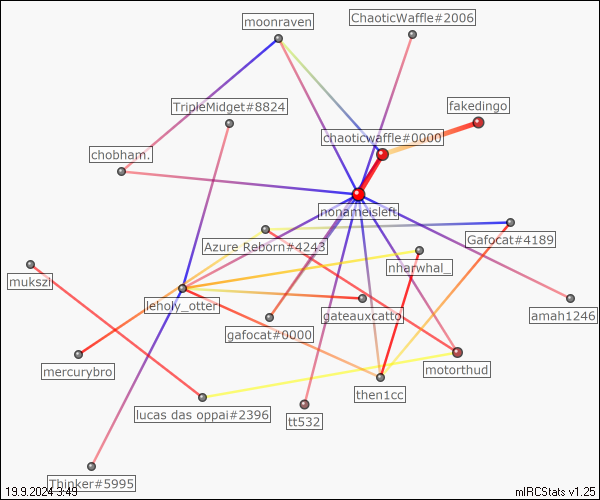 moonraven
ChaoticWaffle#2006
TripleMidget#8824
fakedingo
chaoticwaffle#0000
chobham.
nonameisleft
Azure Reborn#4243
Gafocat#4189
nherwhal_
mukszi
leholy_otter
gateauxcatto
amah1246
gafocat#0000
mercurybro
motorthud
then1cc
lucas das oppai#2396
tt532
Thinker#5995
19.9.2024 3:49
mIRCStats v1.25